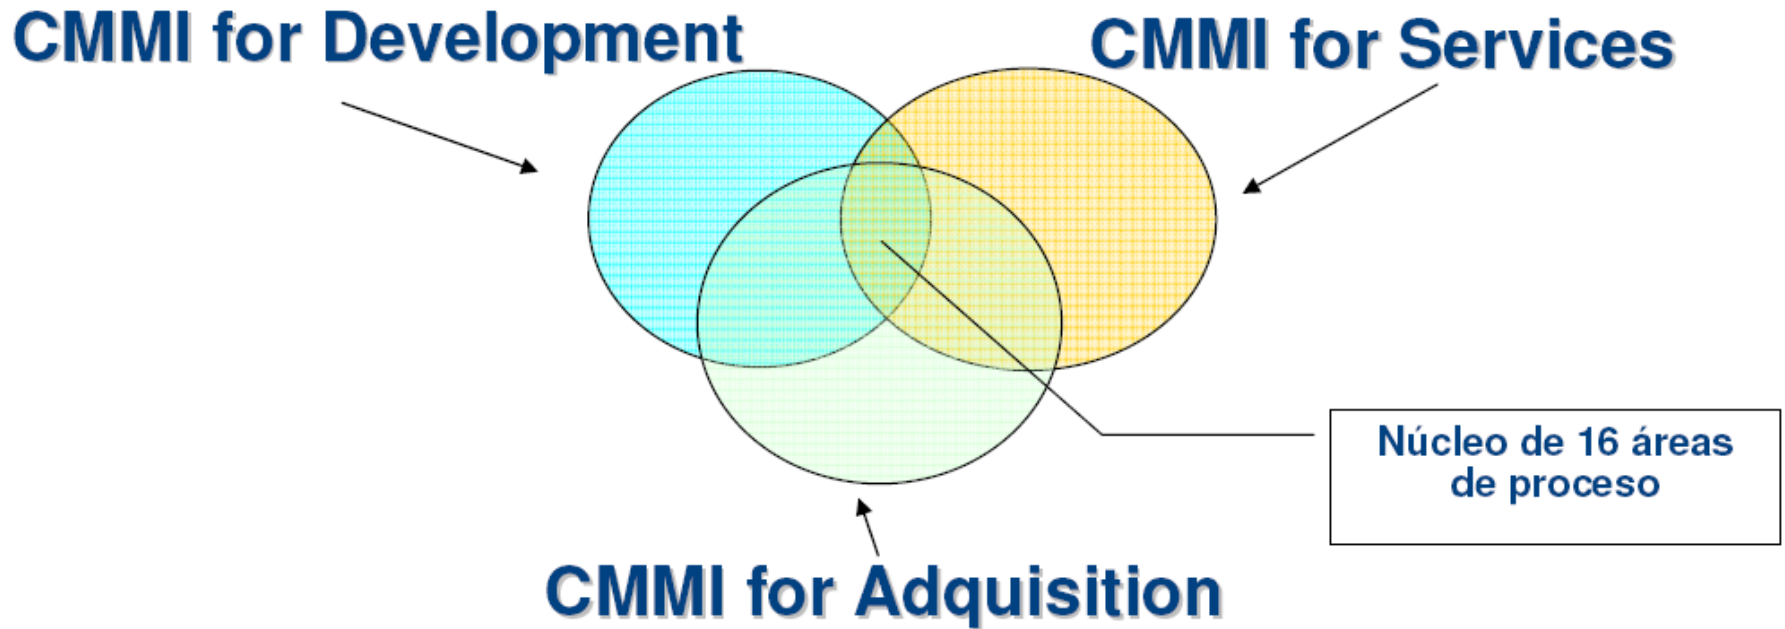 CMMI for Development
CMMI for Services
Núcleo de 16 áreas
de proceso
CMMI for Adquisition